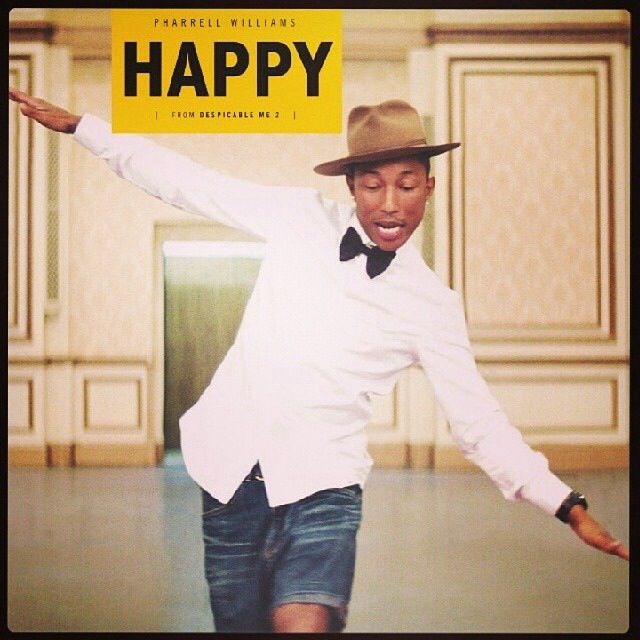 PHARRELL WILLIAMS
HAPPY
| FROM DESPICABLE ME 2 |